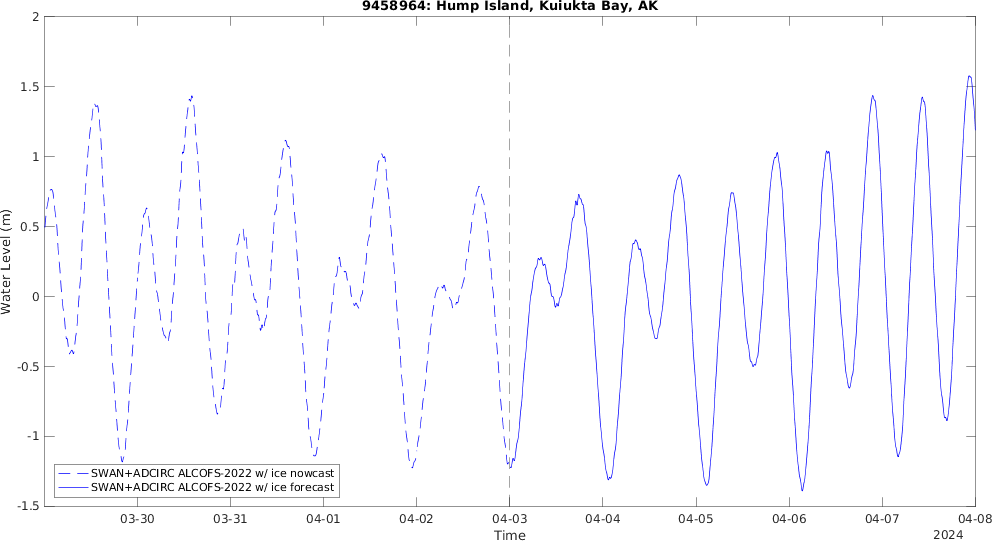 9458964: Hump Island, Kuiukta Bay, AK
2
1.5
1
0.5
0
-0.5
-1
-1.5
Water Level (m)
SWAN+ADCIRC ALCOFS-2022 w/ ice nowcast
SWAN+ADCIRC ALCOFS-2022 w/ ice forecast
03-30 03-31 04-01 04-02 04-03 04-04 04-05 04-06 04-07 04-08
Time
2024